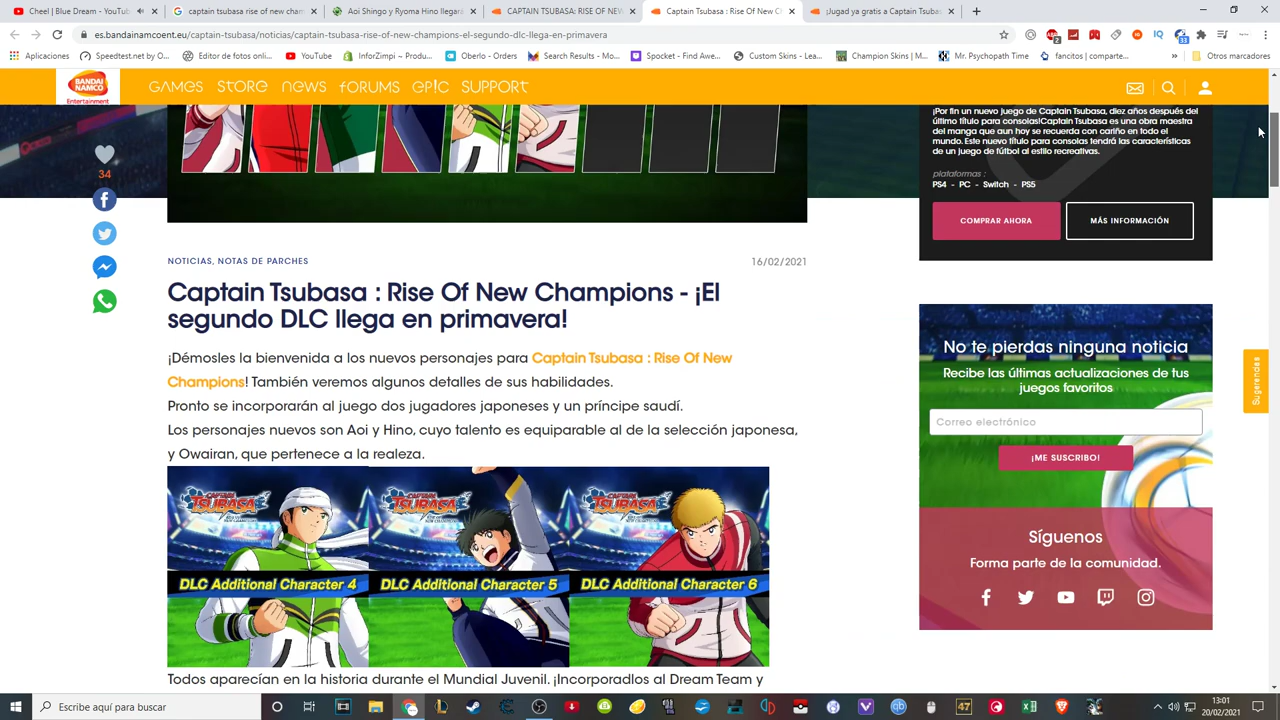 Cheel | Blue Dream - YouTube
captain tsubasa rise of new cham
Aoi Shingo y Ryoma Hino llegars
CAPTAIN TSUBASA: RISE OF NEW
Captain Tsubasa : Rise Of New C
¡Jugad ya gratis a Captain Tsubas
es.bandainamcoent.eu/captain-tsubasa/noticias/captain-tsubasa-rise-of-new-champions-el-segundo-dlc-llega-en-primavera
Aplicaciones
Speedtest.net by O...
Editor de fotos onli...
YouTube
InforZimpi ~ Produ...
Oberlo - Orders
Search Results - Mo...
Spocket - Find Awe...
Custom Skins - Lea...
Champion Skins | M...
Mr. Psychopath Time
fancitos | comparte...
Otros marcadores
BANDAI NAMCO
Entertainment
GAMES STORE NEWS FORUMS EPIC SUPPORT
34
¡Por fin un nuevo juego de Captain Tsubasa, diez años después del
último título para consolas!Captain Tsubasa es una obra maestra
del manga que aun hoy se recuerda con cariño en todo el
mundo. Este nuevo título para consolas tendrá las características
de un juego de fútbol al estilo recreativas.
plataformas :
PS4 - PC - Switch - PS5
COMPRAR AHORA
MÁS INFORMACIÓN
NOTICIAS, NOTAS DE PARCHES
16/02/2021
Captain Tsubasa : Rise Of New Champions - ¡El
segundo DLC llega en primavera!
¡Démosles la bienvenida a los nuevos personajes para Captain Tsubasa : Rise Of New
Champions! También veremos algunos detalles de sus habilidades.
Pronto se incorporarán al juego dos jugadores japoneses y un príncipe saudí.
Los personajes nuevos son Aoi y Hino, cuyo talento es equiparable al de la selección japonesa,
y Owairan, que pertenece a la realeza.
CAPTAIN TSUBASA
CAPTAIN TSUBASA
CAPTAIN TSUBASA
DLC Additional Character 4
DLC Additional Character 5
DLC Additional Character 6
Todos aparecían en la historia durante el Mundial Juvenil. ¡Incorporadlos al Dream Team y
No te pierdas ninguna noticia
Recibe las últimas actualizaciones de tus
juegos favoritos
Correo electrónico
¡ME SUSCRIBO!
Síguenos
Forma parte de la comunidad.
Sugerencias
Escribe aquí para buscar
13:01
20/02/2021